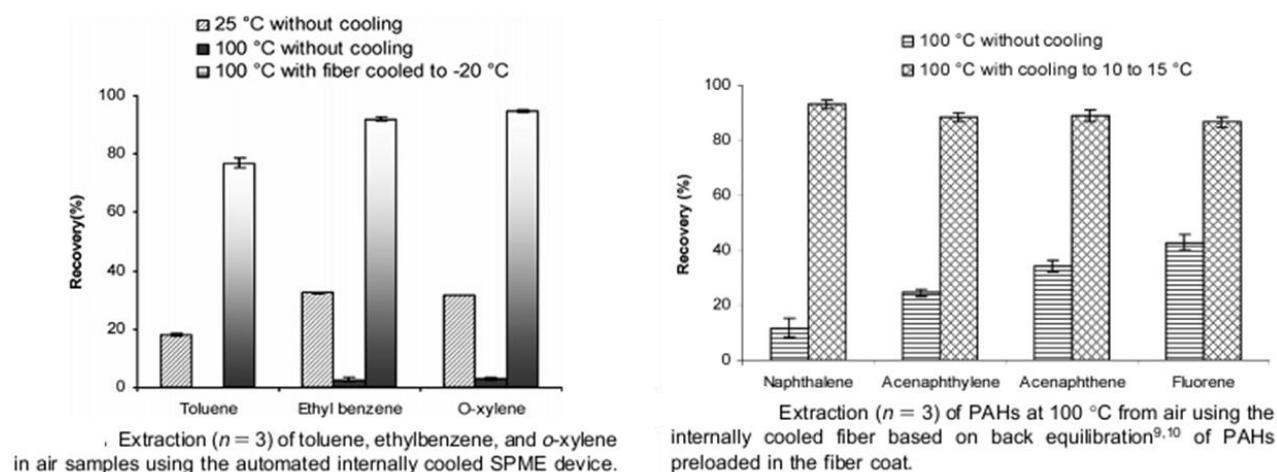 25 °C without cooling
100 °C without cooling
100 °C with fiber cooled to -20 °C
100
80
60
40
20
0
Recovery(%)
Toluene
Ethyl benzene
O-xylene
. Extraction (n = 3) of toluene, ethylbenzene, and o-xylene
in air samples using the automated internally cooled SPME device.
100 °C without cooling
100 °C with cooling to 10 to 15 °C
100
80
60
40
20
0
Recovery (%)
Naphthalene
Acenaphthylene
Acenaphthene
Fluorene
Extraction (n = 3) of PAHs at 100 °C from air using the
internally cooled fiber based on back equilibration9,10 of PAHs
preloaded in the fiber coat.